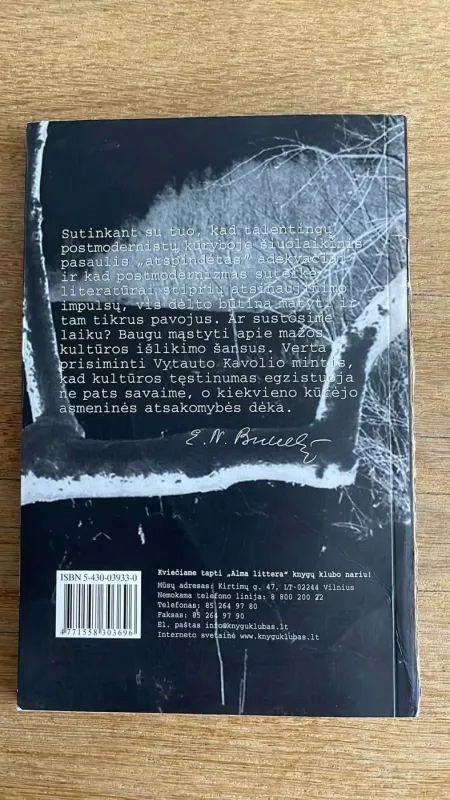 Sutinkant su tuo, kad talentingų
postmodernistų kūryboje šiuolaikinis
pasaulis „atspindėtas“ adekvačiai
ir kad postmodernizmas suteikė
literatūrai stiprių atsinaujinimo
impulsų, vis dėlto būtina matyti ir
tam tikrus pavojus. Ar sustosime
laiku? Baugu mąstyti apie mažos
kultūros išlikimo šansus. Verta
prisiminti Vytauto Kavolio mintis,
kad kultūros tęstinumas egzistuoja
ne pats savaime, o kiekvieno kūrėjo
asmeninės atsakomybės dėka.
E. N.
ISBN 5-430-03933-0
4 771558 303696
Kviečiame tapti „Alma littera“ knygų klubo nariu!
Mūsų adresas: Kirtimų g. 47, LT-02244 Vilnius
Nemokama telefono linija: 8 800 200 22
Telefonas: 85 264 97 80
Faksas: 85 264 97 90
El. paštas info@knyguklubas.lt
Interneto svetainė www.knyguklubas.lt